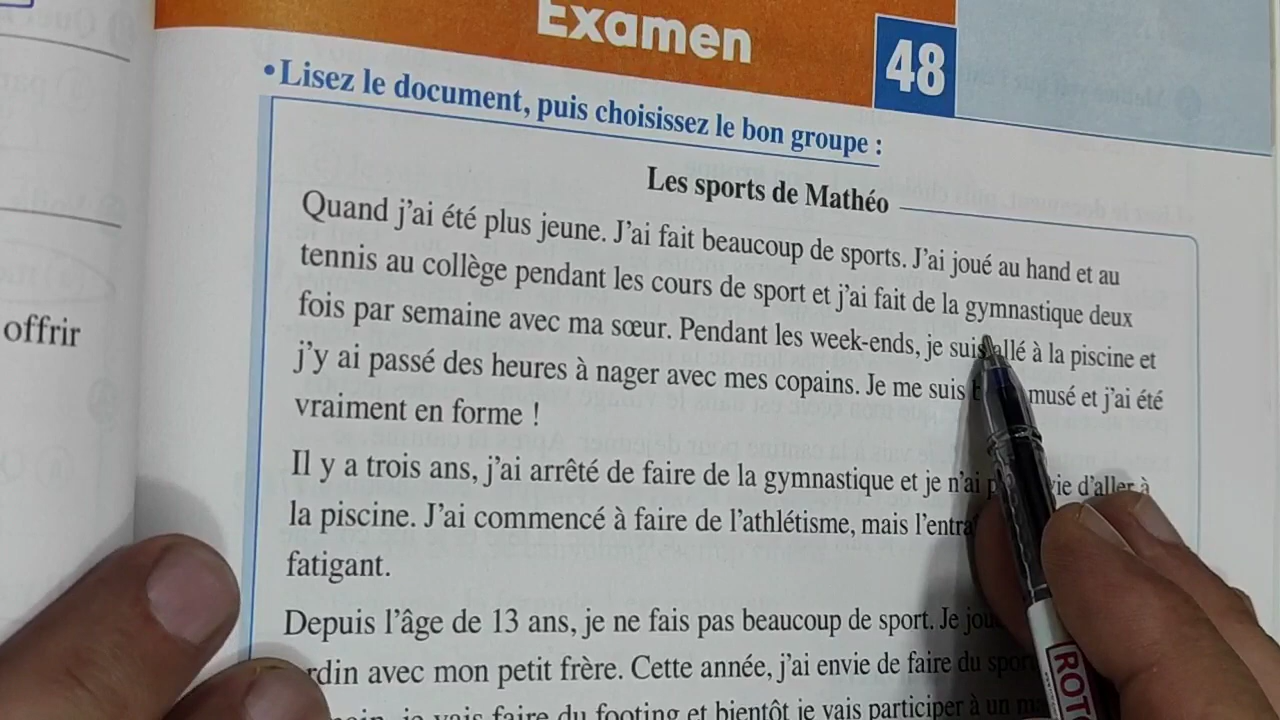 Examen
48
offrir
•Lisez le document, puis choisissez le bon groupe :
Les sports de Mathéo
Quand j'ai été plus jeune. J'ai fait beaucoup de sports. J'ai joué au hand et au
tennis au collège pendant les cours de sport et j'ai fait de la gymnastique deux
fois par semaine avec ma sœur. Pendant les week-ends, je suis allé à la piscine et
j'y ai passé des heures à nager avec mes copains. Je me suis musé et j'ai été
vraiment en forme !
Il y a trois ans, j'ai arrêté de faire de la gymnastique et je n'ai d'aller à
la piscine. J'ai commencé à faire de l'athlétisme, mais
fatigant.
Depuis l'âge de 13 ans, je ne fais pas beaucoup de sport. Je
avec mon petit frère. Cette année, j'ai envie de faire du
je vais faire du footing et bientôt je vais participer à un
ROT